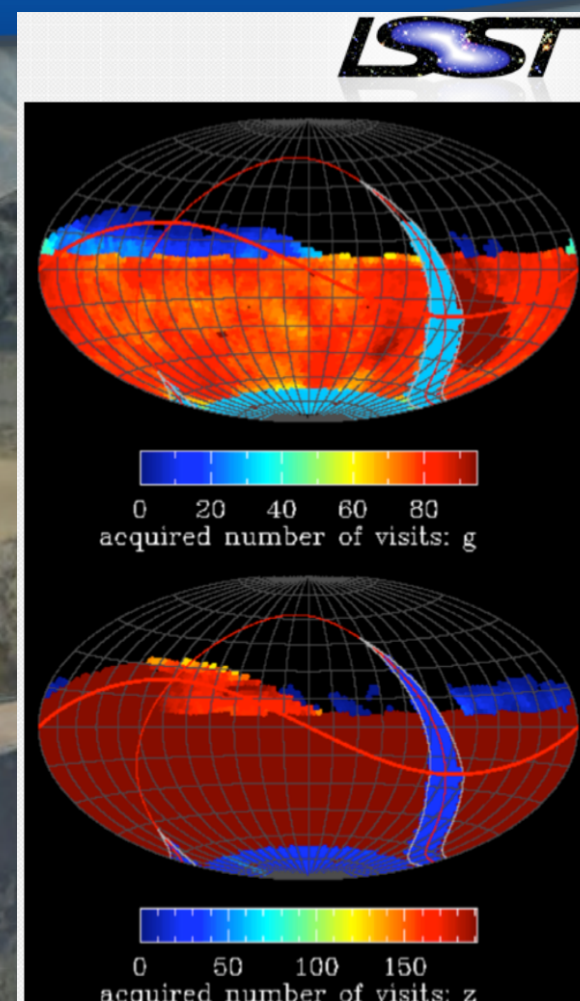 LSST
0 20 40 60 80
acquired number of visits: g
0 50 100 150
acquired number of visits: z